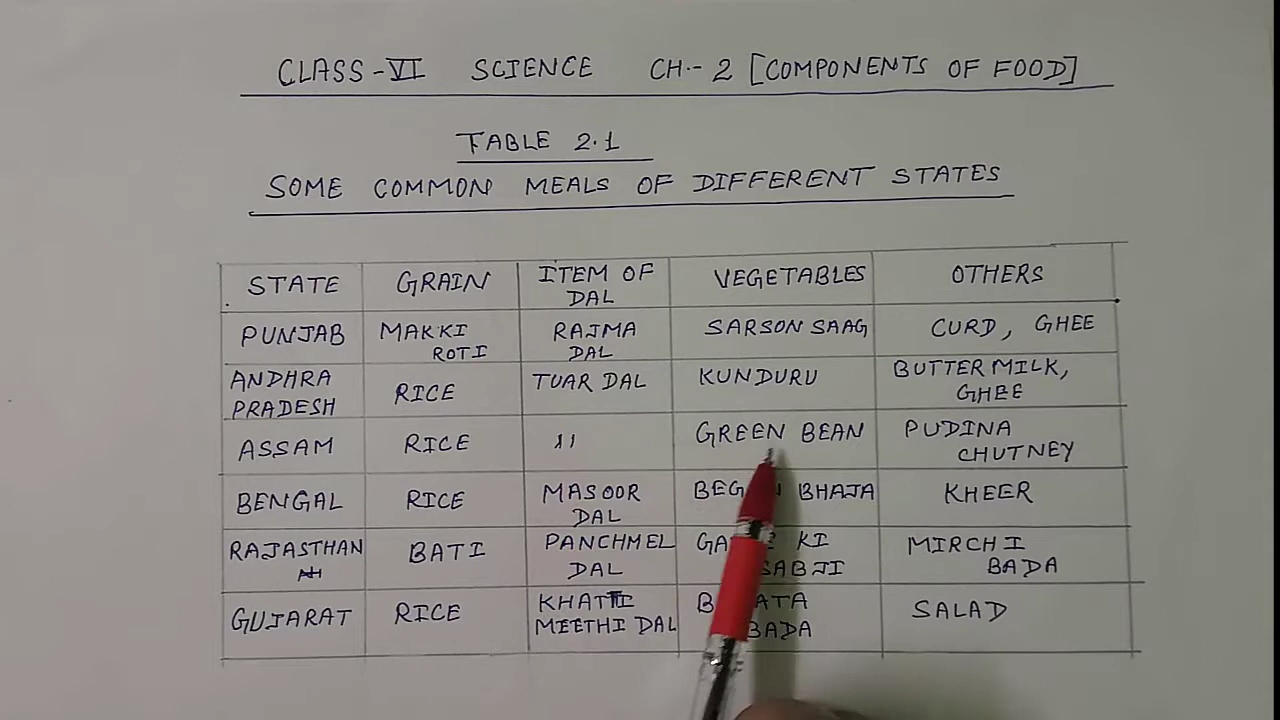 CLASS-VI SCIENCE CH.- 2 [COMPONENTS OF FOOD]
TABLE 2.1
SOME COMMON MEALS OF DIFFERENT STATES
STATE GRAIN ITEM OF DAL VEGETABLES OTHERS
PUNJAB MAKKI ROTI RAJMA DAL SARSON SAAG CURD, GHEE
ANDHRA PRADESH RICE TUAR DAL KUNDURU BUTTER MILK, GHEE
ASSAM RICE " GREEN BEAN PUDINA CHUTNEY
BENGAL RICE MASOOR DAL BHAJA KHEER
RAJASTHAN BATI PANCHMEL DAL KI SABJI MIRCHI BADA
GUJARAT RICE KHATTI MEETHI DAL BADA SALAD